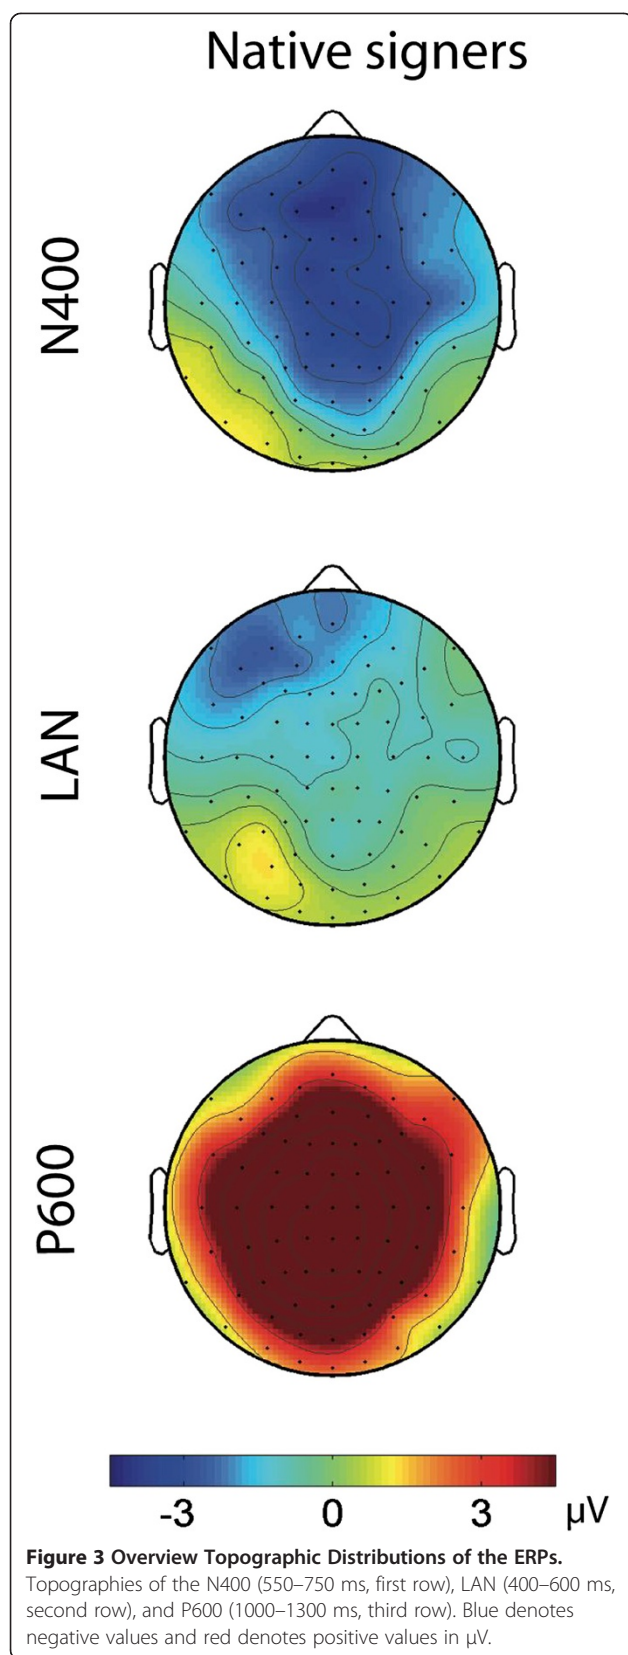 Native signers
N400
LAN
P600
-3 0 3 µV
Figure 3 Overview Topographic Distributions of the ERPs.
Topographies of the N400 (550–750 ms, first row), LAN (400–600 ms,
second row), and P600 (1000–1300 ms, third row). Blue denotes
negative values and red denotes positive values in µV.